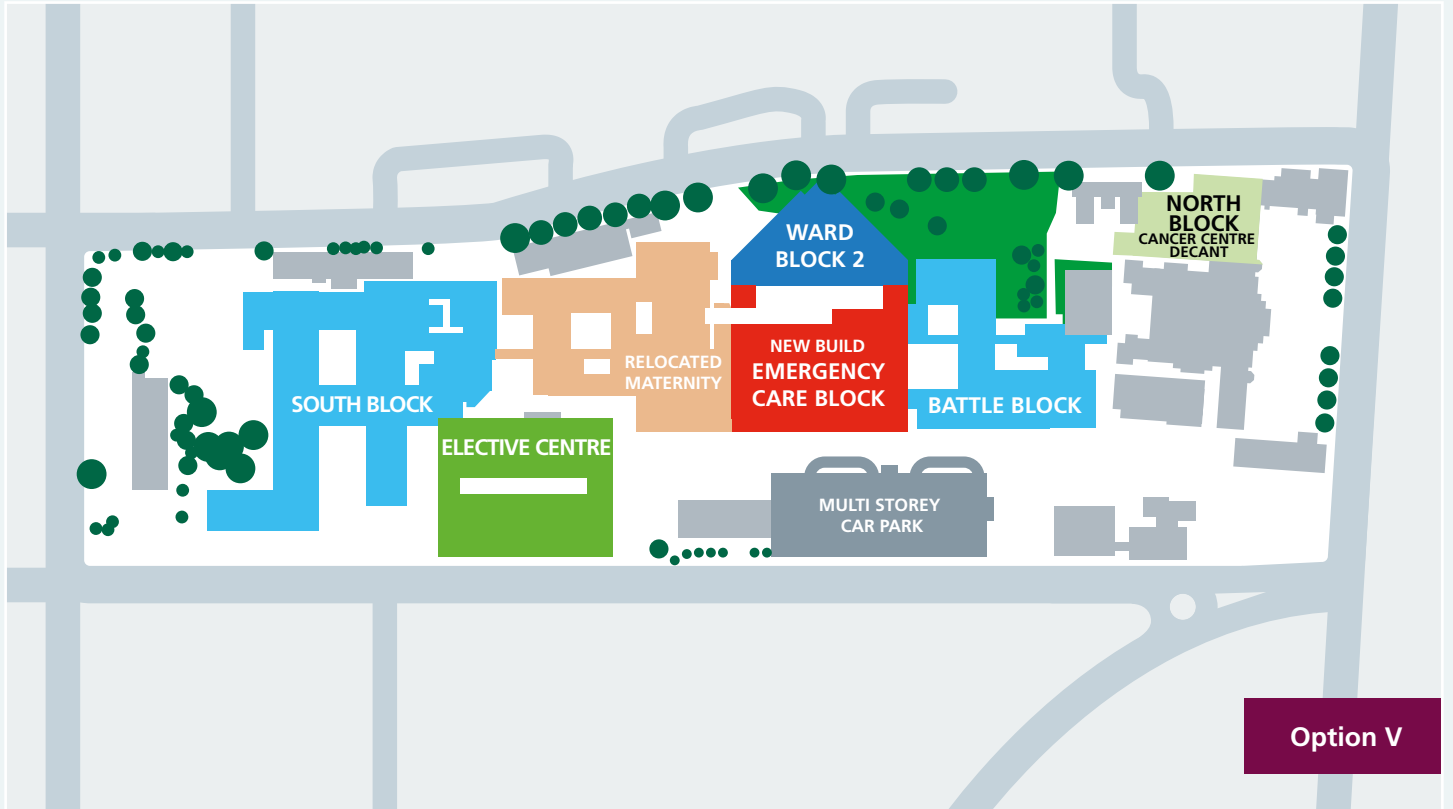 NORTH
BLOCK
CANCER CENTRE
DECANT
WARD
BLOCK 2
NEW BUILD
EMERGENCY
CARE BLOCK
RELOCATED
MATERNITY
SOUTH BLOCK
BATTLE BLOCK
ELECTIVE CENTRE
MULTI STOREY
CAR PARK
Option V